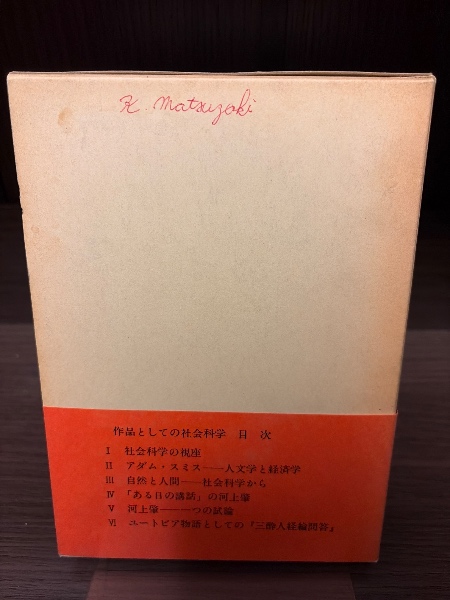 K Matsuzaki
作品としての社会科学 目次
I 社会科学の視座
II アダム・スミス——人文学と経済学
III 自然と人間——社会科学から
IV 「ある日の講話」の河上肇
V 河上肇——一つの試論
VI ユートピア物語としての『三酔人経綸問答』